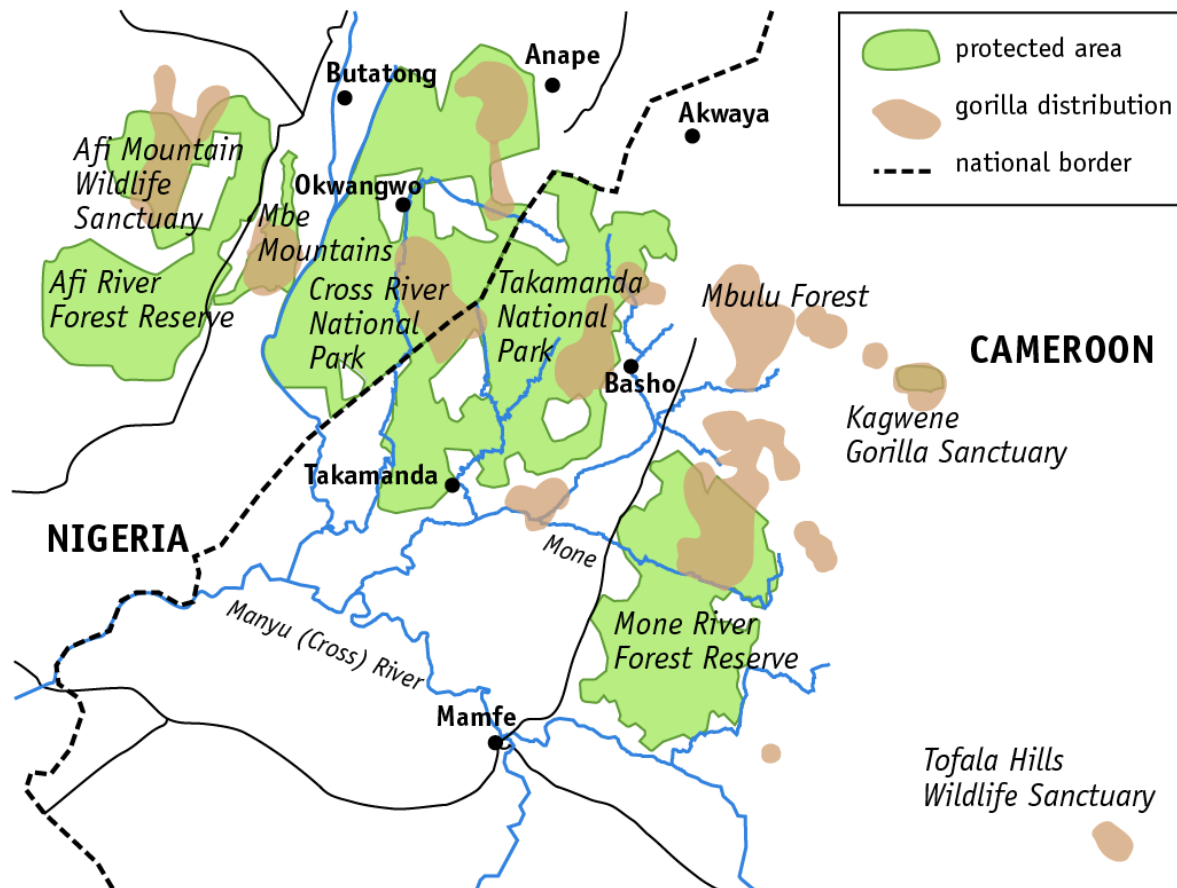 protected area
gorilla distribution
national border
Anape
Butatong
Akwaya
Afi Mountain
Wildlife
Sanctuary
Okwangwo
Mbe
Mountains
Afi River
Forest Reserve
Cross River
National
Park
Takamanda
National
Park
Mbulu Forest
CAMEROON
Basho
Kagwene
Gorilla Sanctuary
Takamanda
NIGERIA
Mone
Manyu (Cross) River
Mone River
Forest Reserve
Mamfe
Tofala Hills
Wildlife Sanctuary